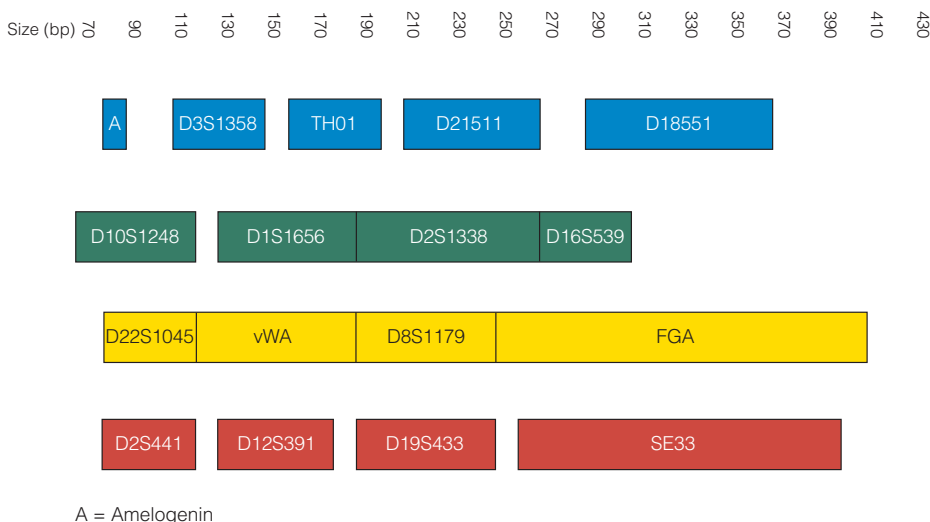 Size (bp) 70 90 110 130 150 170 190 210 230 250 270 290 310 330 350 370 390 410 430
A D3S1358 TH01 D21511 D18551
D10S1248 D1S1656 D2S1338 D16S539
D22S1045 vWA D8S1179 FGA
D2S441 D12S391 D19S433 SE33
A = Amelogenin